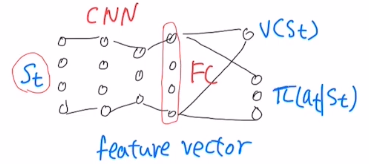 CNN
V(St)
St
FC
π(at|St)
feature vector